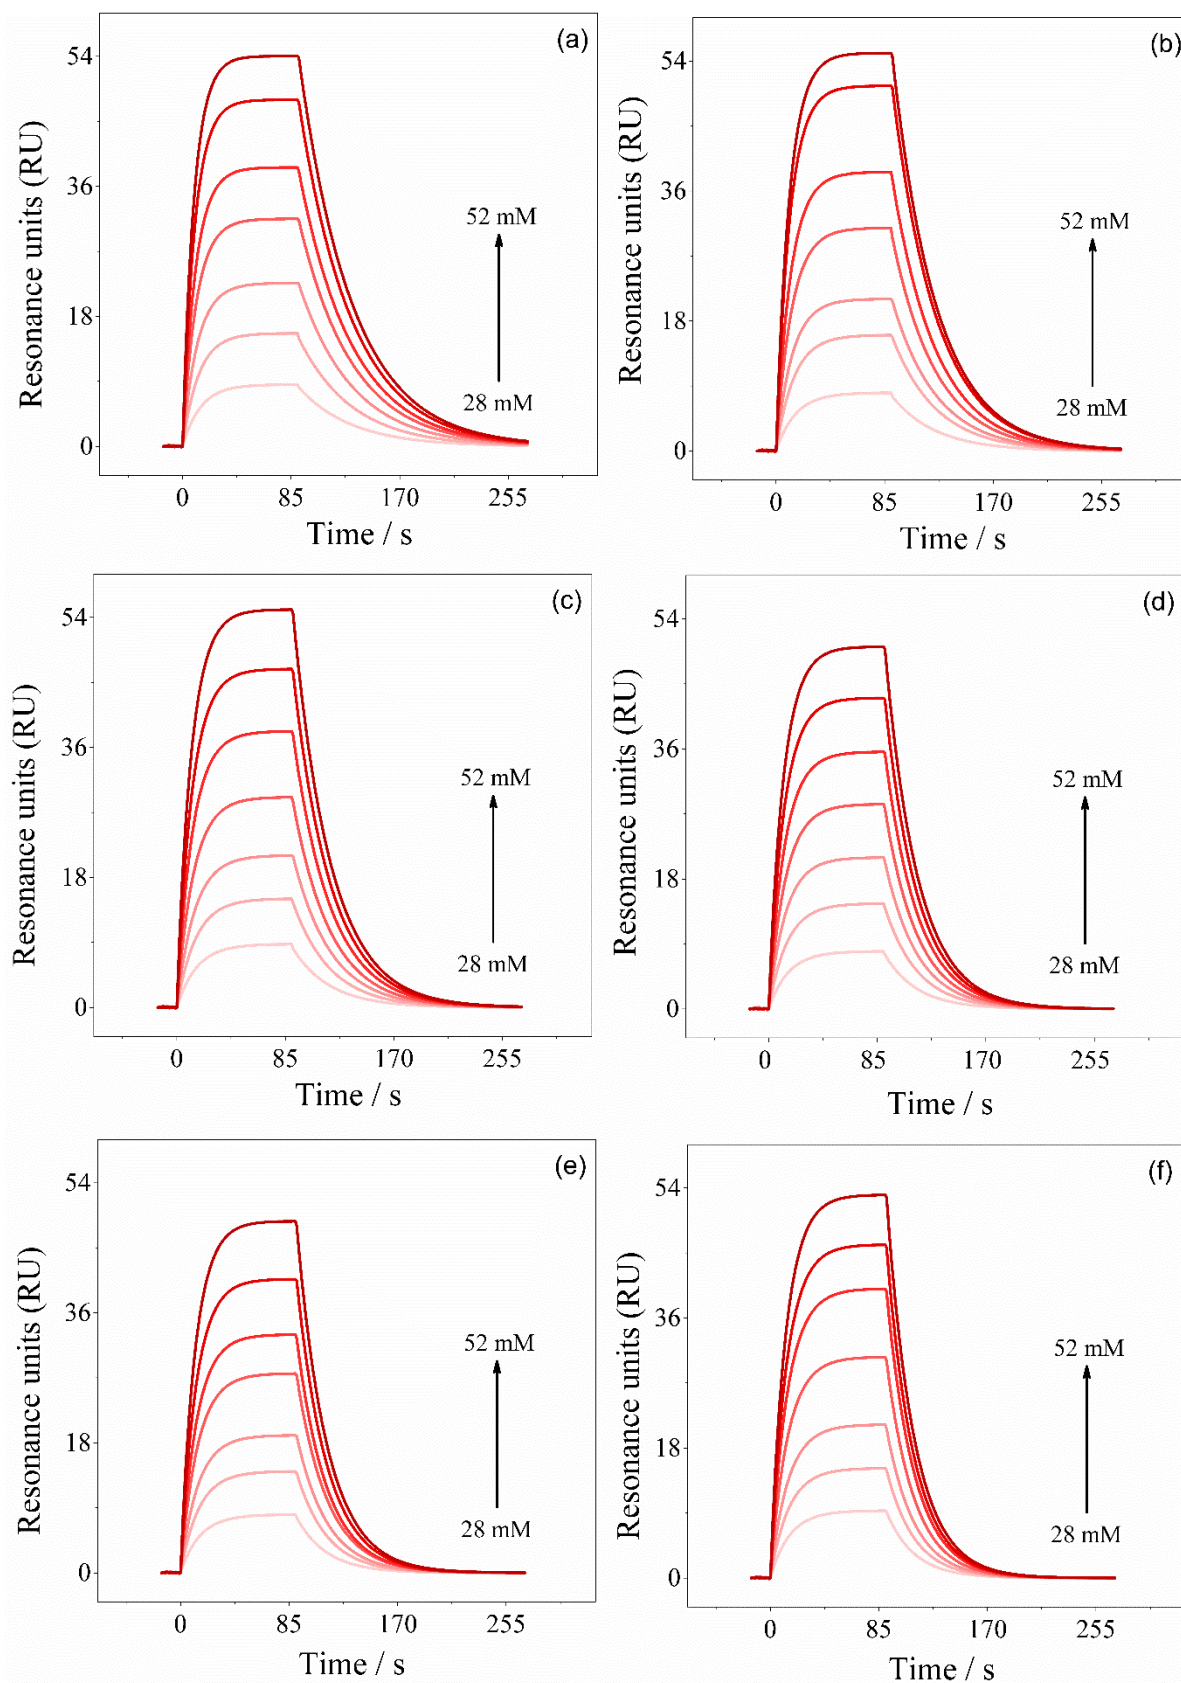 (a)
Resonance units (RU)
54
36
18
0
52 mM
28 mM
0 85 170 255
Time / s
(b)
Resonance units (RU)
54
36
18
0
52 mM
28 mM
0 85 170 255
Time / s
(c)
Resonance units (RU)
54
36
18
0
52 mM
28 mM
0 85 170 255
Time / s
(d)
Resonance units (RU)
54
36
18
0
52 mM
28 mM
0 85 170 255
Time / s
(e)
Resonance units (RU)
54
36
18
0
52 mM
28 mM
0 85 170 255
Time / s
(f)
Resonance units (RU)
54
36
18
0
52 mM
28 mM
0 85 170 255
Time / s